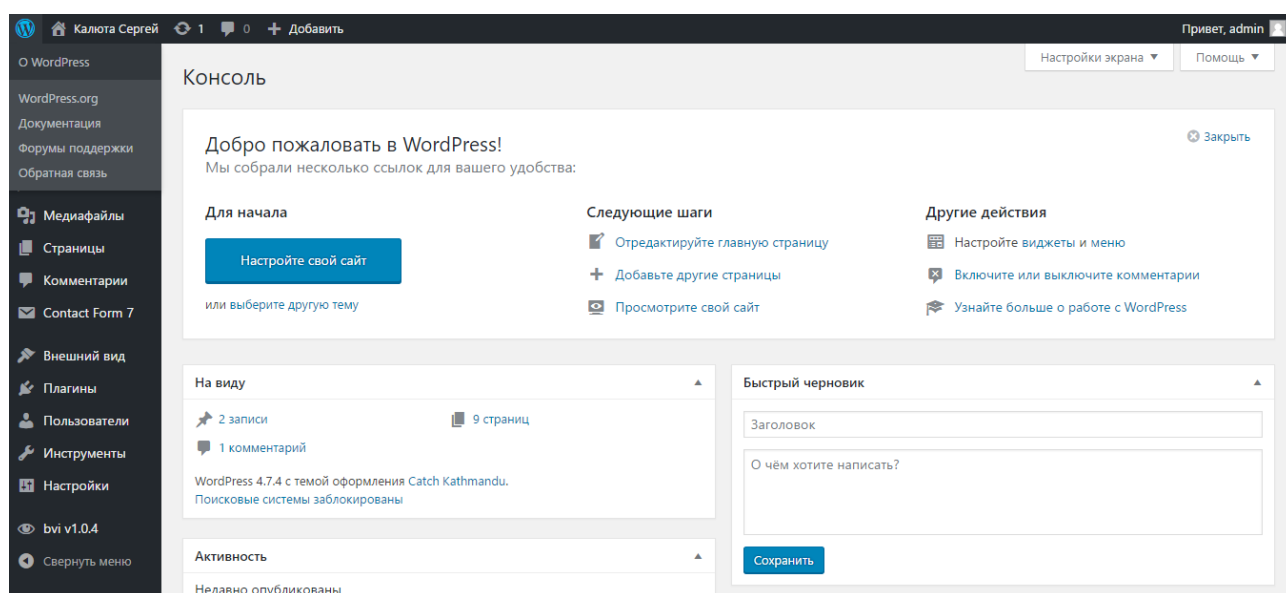 Калюта Сергей 1 0 Добавить Привет, admin
О WordPress
WordPress.org
Документация
Форумы поддержки
Обратная связь
Медиафайлы
Страницы
Комментарии
Contact Form 7
Внешний вид
Плагины
Пользователи
Инструменты
Настройки
bvi v1.0.4
Свернуть меню
Настройки экрана Помощь
Консоль
Добро пожаловать в WordPress!
Закрыть
Мы собрали несколько ссылок для вашего удобства:
Для начала
Настройте свой сайт
или выберите другую тему
Следующие шаги
Отредактируйте главную страницу
Добавьте другие страницы
Просмотрите свой сайт
Другие действия
Настройте виджеты и меню
Включите или выключите комментарии
Узнайте больше о работе с WordPress
На виду
2 записи 9 страниц
1 комментарий
WordPress 4.7.4 с темой оформления Catch Kathmandu.
Поисковые системы заблокированы
Активность
Недавно опубликованы
Быстрый черновик
Заголовок
О чём хотите написать?
Сохранить